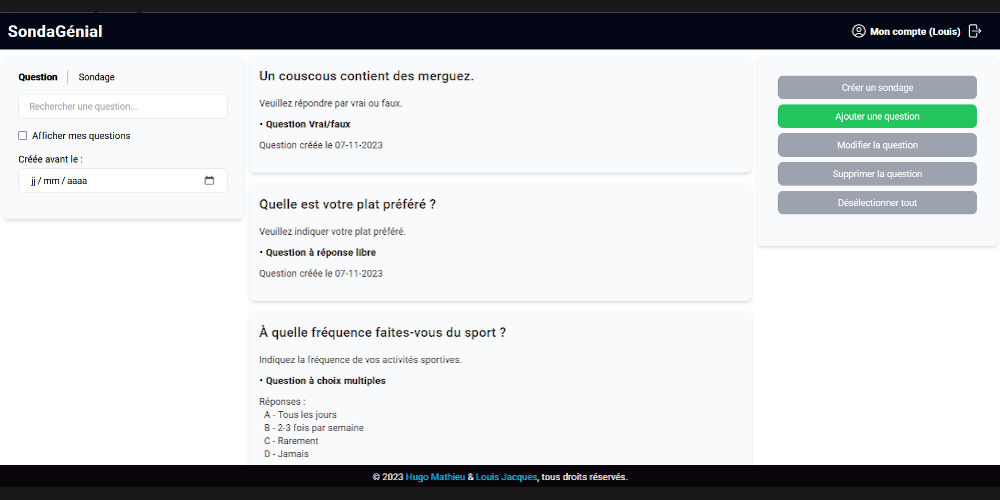 SondaGénial
Mon compte (Louis)
Question
Sondage
Rechercher une question...
Afficher mes questions
Créée avant le :
jj / mm / aaaa
Un couscous contient des merguez.
Veuillez répondre par vrai ou faux.
• Question Vrai/faux
Question créée le 07-11-2023
Quelle est votre plat préféré ?
Veuillez indiquer votre plat préféré.
• Question à réponse libre
Question créée le 07-11-2023
À quelle fréquence faites-vous du sport ?
Indiquez la fréquence de vos activités sportives.
• Question à choix multiples
Réponses :
A - Tous les jours
B - 2-3 fois par semaine
C - Rarement
D - Jamais
Créer un sondage
Ajouter une question
Modifier la question
Supprimer la question
Désélectionner tout
© 2023 Hugo Mathieu & Louis Jacques, tous droits réservés.